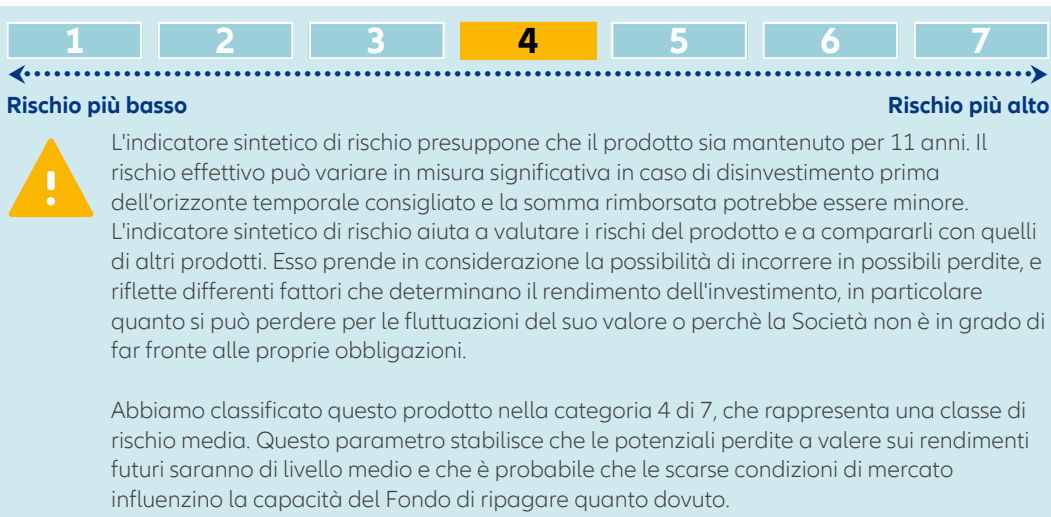 1 2 3 4 5 6 7
Rischio più basso Rischio più alto
L'indicatore sintetico di rischio presuppone che il prodotto sia mantenuto per 11 anni. Il
rischio effettivo può variare in misura significativa in caso di disinvestimento prima
dell'orizzonte temporale consigliato e la somma rimborsata potrebbe essere minore.
L'indicatore sintetico di rischio aiuta a valutare i rischi del prodotto e a compararli con quelli
di altri prodotti. Esso prende in considerazione la possibilità di incorrere in possibili perdite, e
riflette differenti fattori che determinano il rendimento dell'investimento, in particolare
quanto si può perdere per le fluttuazioni del suo valore o perchè la Società non è in grado di
far fronte alle proprie obbligazioni.
Abbiamo classificato questo prodotto nella categoria 4 di 7, che rappresenta una classe di
rischio media. Questo parametro stabilisce che le potenziali perdite a valere sui rendimenti
futuri saranno di livello medio e che è probabile che le scarse condizioni di mercato
influenzino la capacità del Fondo di ripagare quanto dovuto.